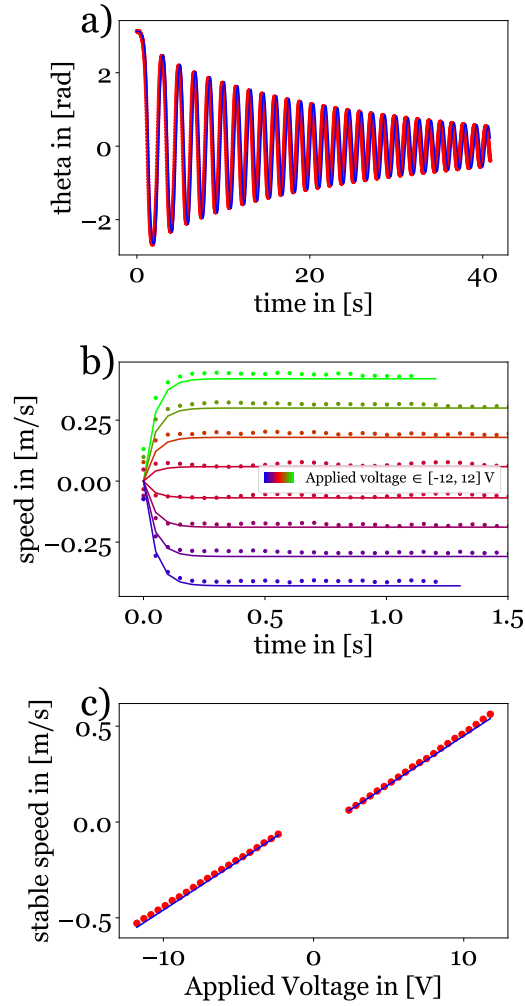 a)
theta in [rad]
2
0
−2
0
20
40
time in [s]
b)
speed in [m/s]
0.25
0.00
−0.25
Applied voltage ∈ [-12, 12] V
0.0
0.5
1.0
1.5
time in [s]
c)
stable speed in [m/s]
0.5
0.0
−0.5
−10
0
10
Applied Voltage in [V]